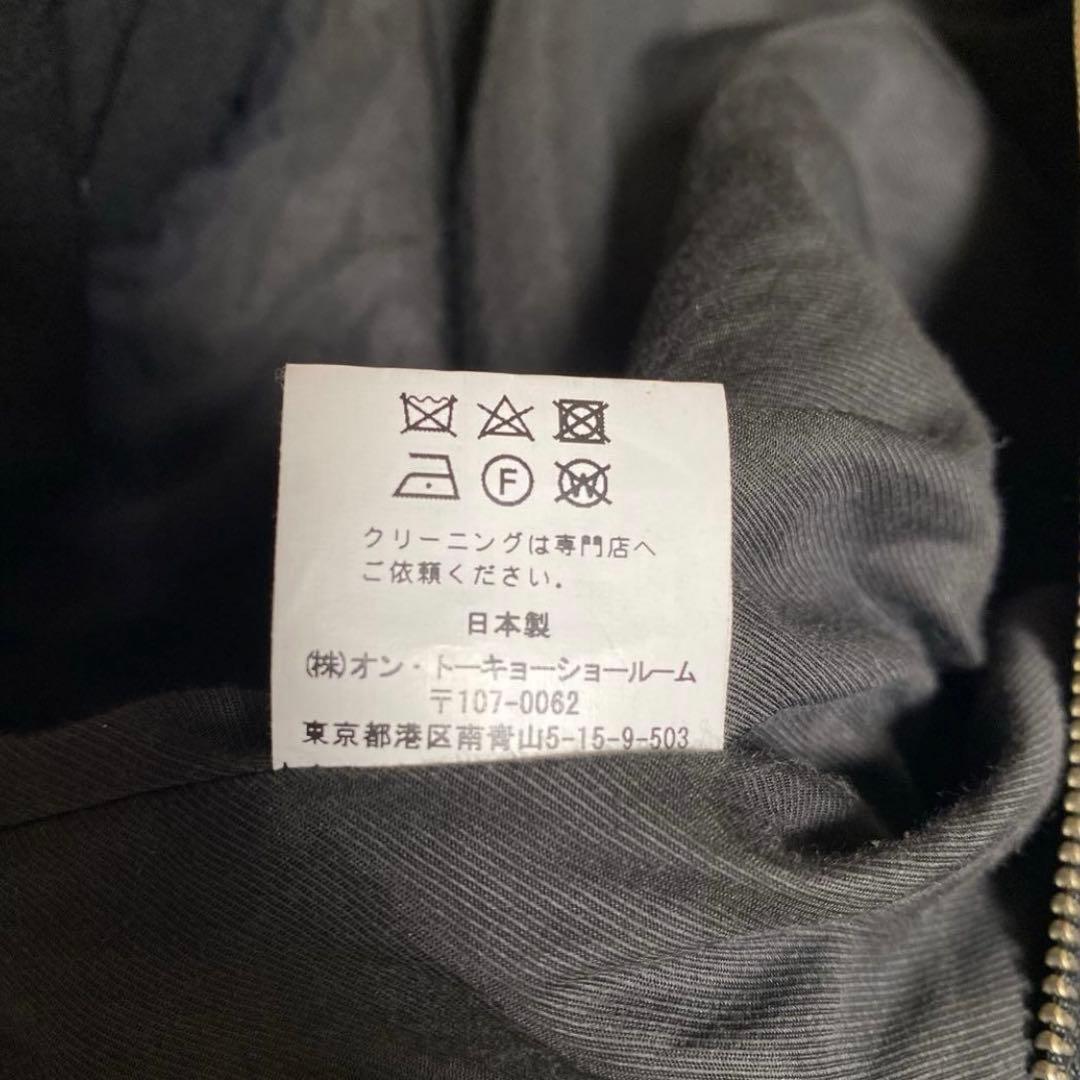 F W
クリーニングは専門店へ
ご依頼ください.
日本製
(株)オン・トーキョーショールーム
〒107-0062
東京都港区南青山5-15-9-503